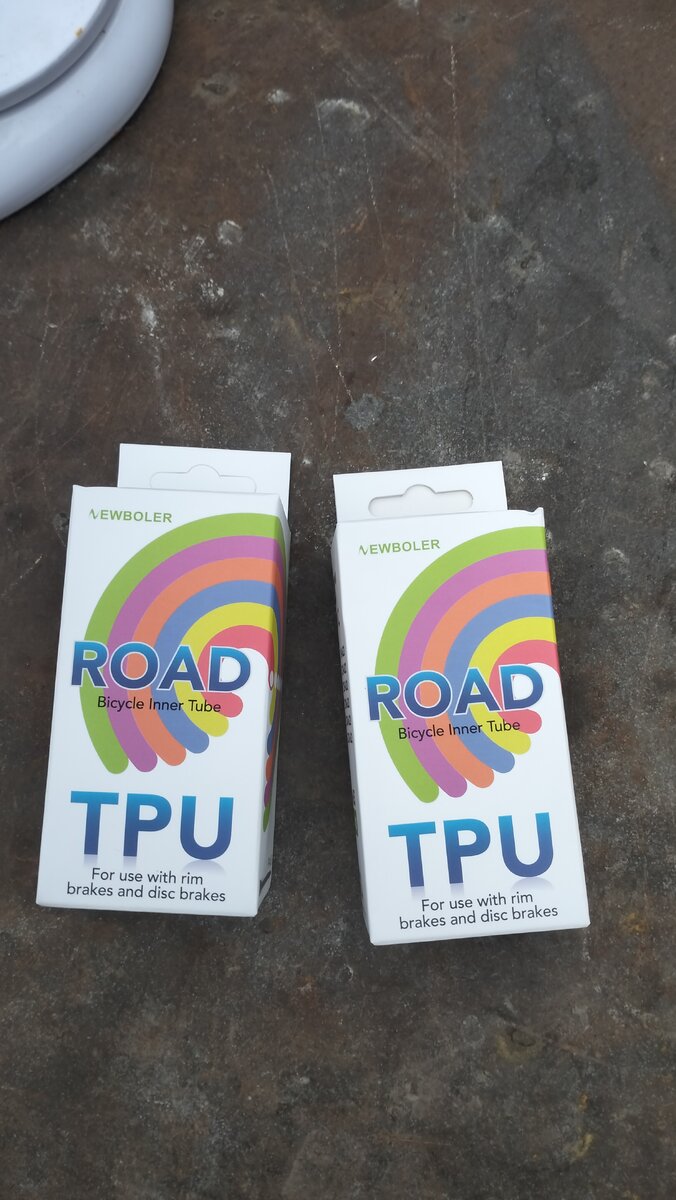 NEWBOLER
ROAD
Bicycle Inner Tube
TPU
For use with rim
brakes and disc brakes
NEWBOLER
ROAD
Bicycle Inner Tube
TPU
For use with rim
brakes and disc brakes